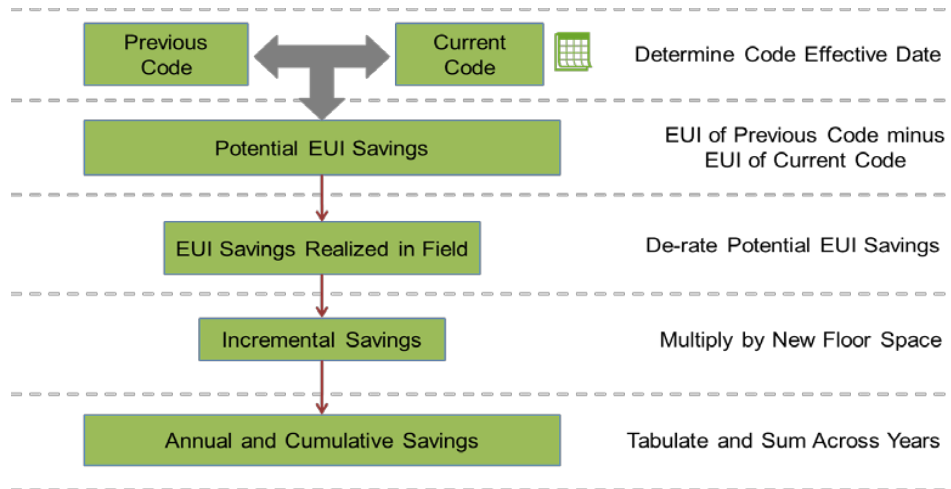 Previous
Code
Current
Code
Determine Code Effective Date
Potential EUI Savings
EUI of Previous Code minus
EUI of Current Code
EUI Savings Realized in Field
De-rate Potential EUI Savings
Incremental Savings
Multiply by New Floor Space
Annual and Cumulative Savings
Tabulate and Sum Across Years